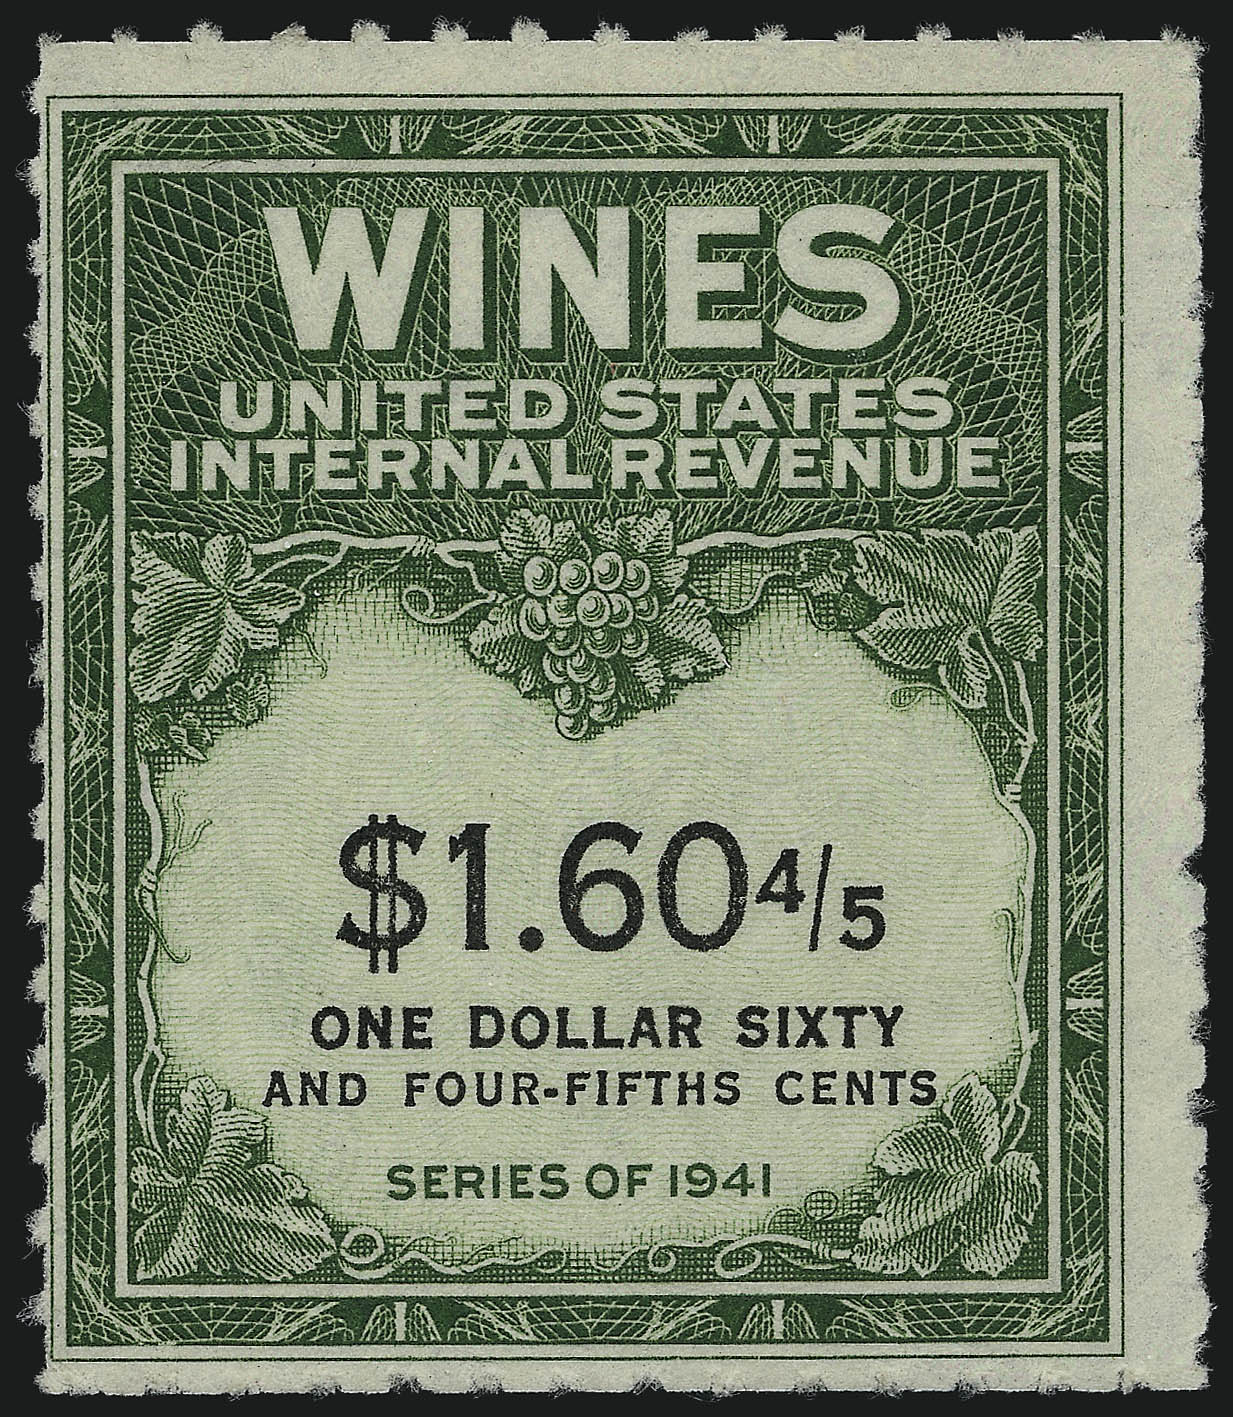 WINES
UNITED STATES
INTERNAL REVENUE
$1.60 4/5
ONE DOLLAR SIXTY
AND FOUR-FIFTHS CENTS
SERIES OF 1941